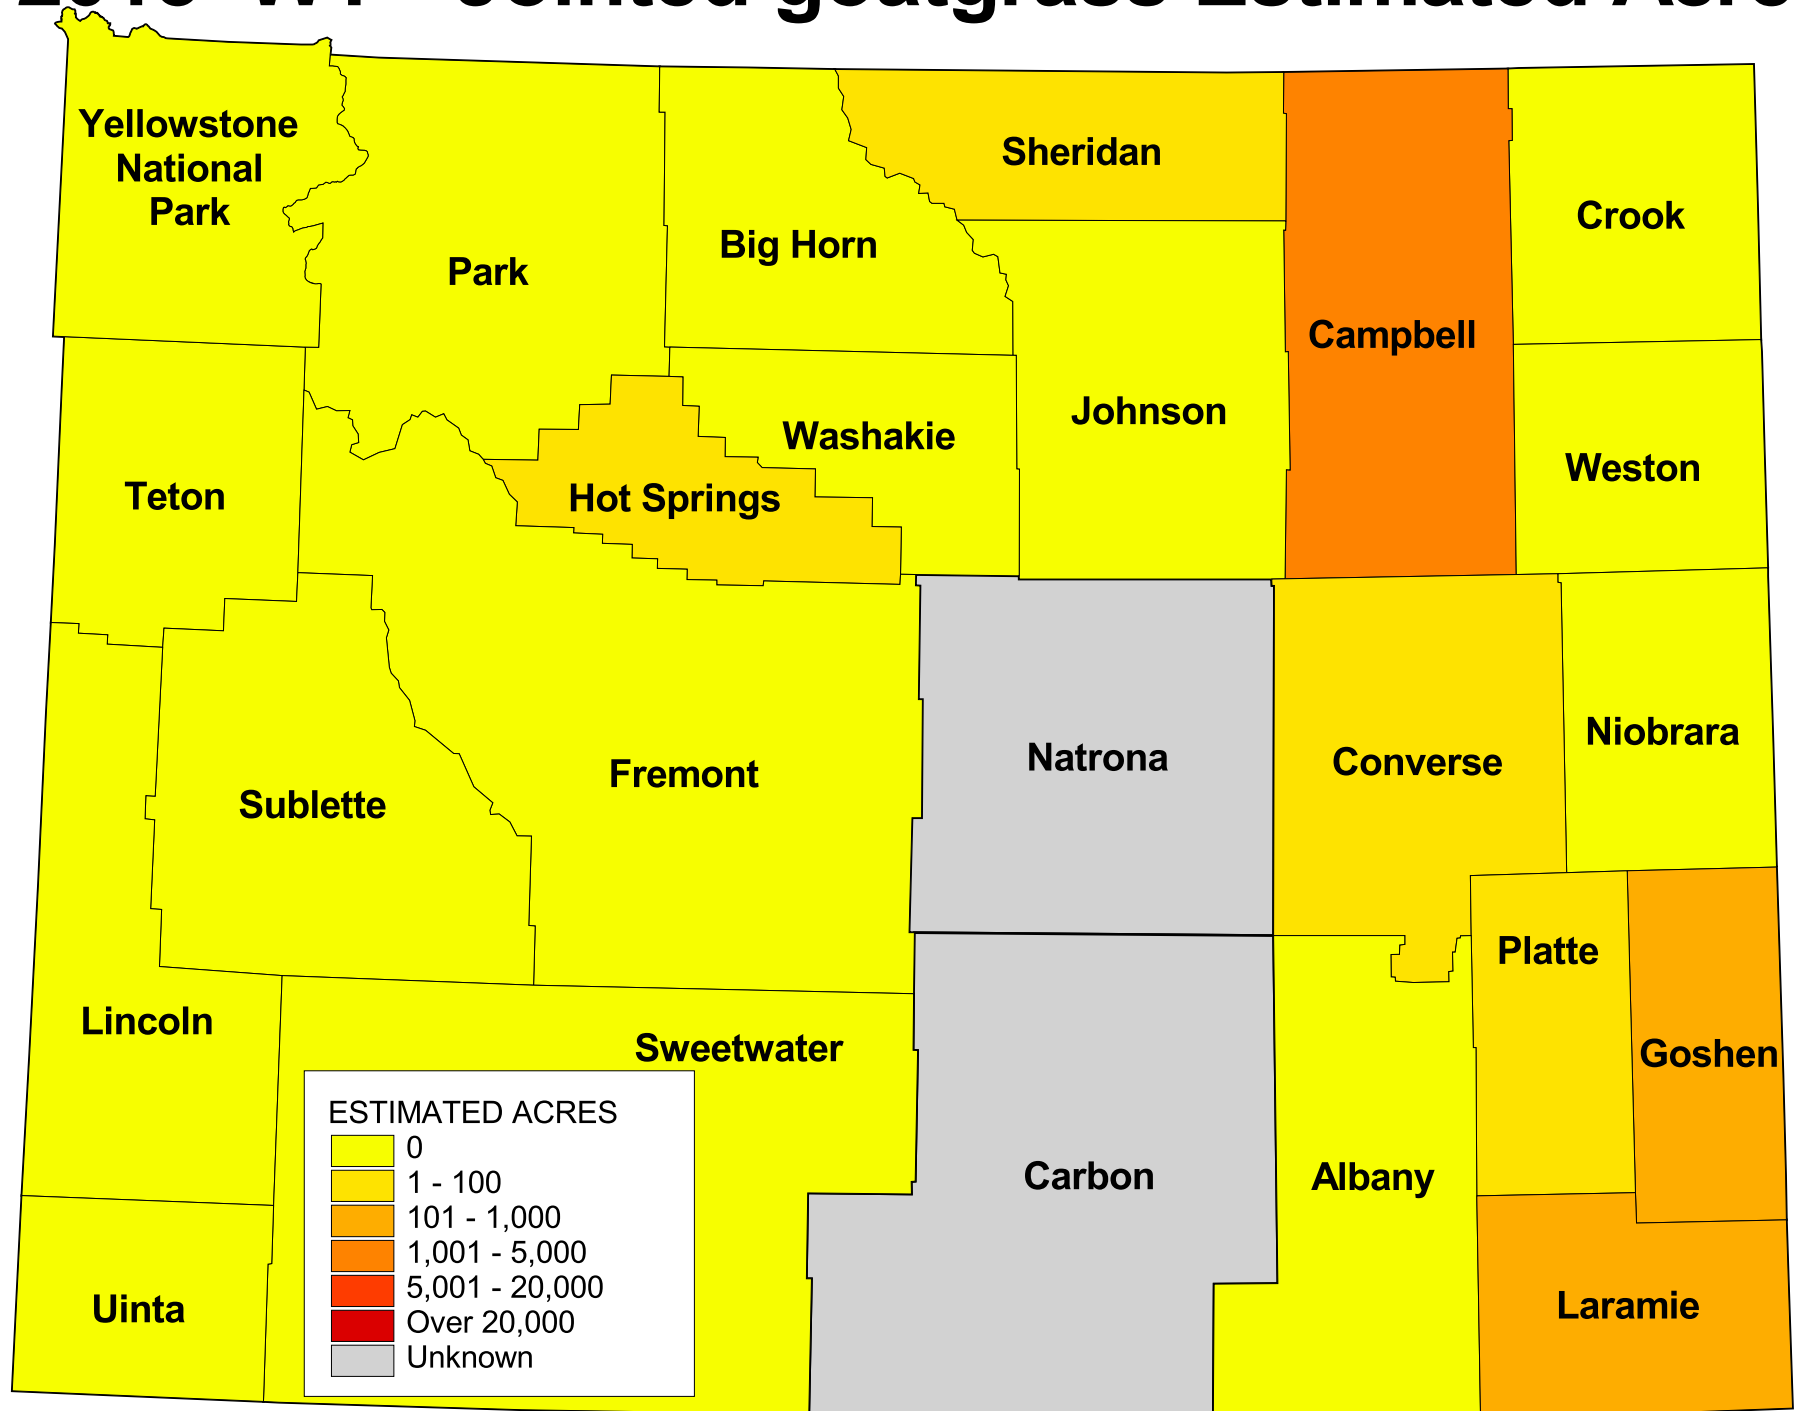 goatgrass Estimated
Yellowstone
National
Park
Park
Big Horn
Sheridan
Campbell
Crook
Teton
Hot Springs
Washakie
Johnson
Weston
Sublette
Fremont
Natrona
Converse
Niobrara
Lincoln
Sweetwater
Carbon
Albany
Platte
Goshen
Uinta
Laramie
ESTIMATED ACRES
0
1 - 100
101 - 1,000
1,001 - 5,000
5,001 - 20,000
Over 20,000
Unknown